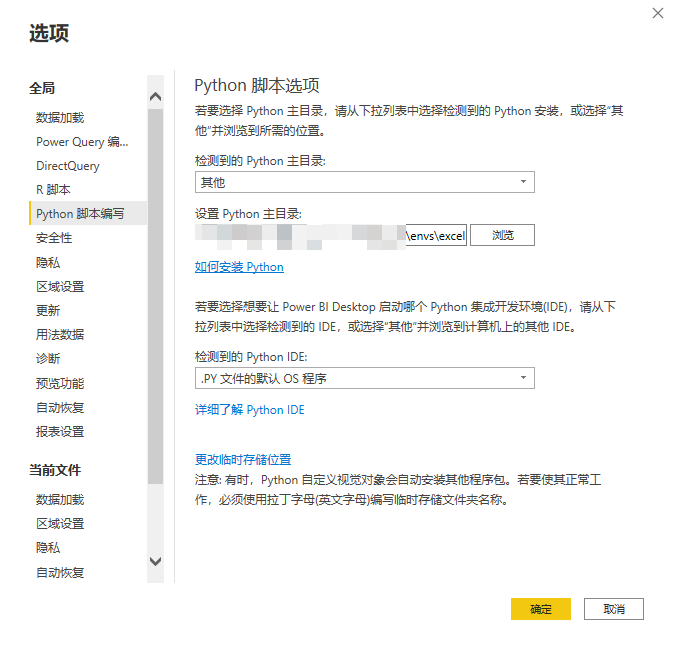 选项
全局
数据加载
Power Query 编...
DirectQuery
R 脚本
Python 脚本编写
安全性
隐私
区域设置
更新
用法数据
诊断
预览功能
自动恢复
报表设置
当前文件
数据加载
区域设置
隐私
自动恢复
Python 脚本选项
若要选择 Python 主目录，请从下拉列表中选择检测到的 Python 安装，或选择"其
他"并浏览到所需的位置。
检测到的 Python 主目录:
其他
设置 Python 主目录:
\envs\excel
浏览
如何安装 Python
若要选择想要让 Power BI Desktop 启动哪个 Python 集成开发环境(IDE)，请从下
拉列表中选择检测到的 IDE，或选择"其他"并浏览到计算机上的其他 IDE。
检测到的 Python IDE:
.PY 文件的默认 OS 程序
详细了解 Python IDE
更改临时存储位置
注意: 有时，Python 自定义视觉对象会自动安装其他程序包。若要使其正常工
作，必须使用拉丁字母(英文字母)编写临时存储文件夹名称。
确定
取消